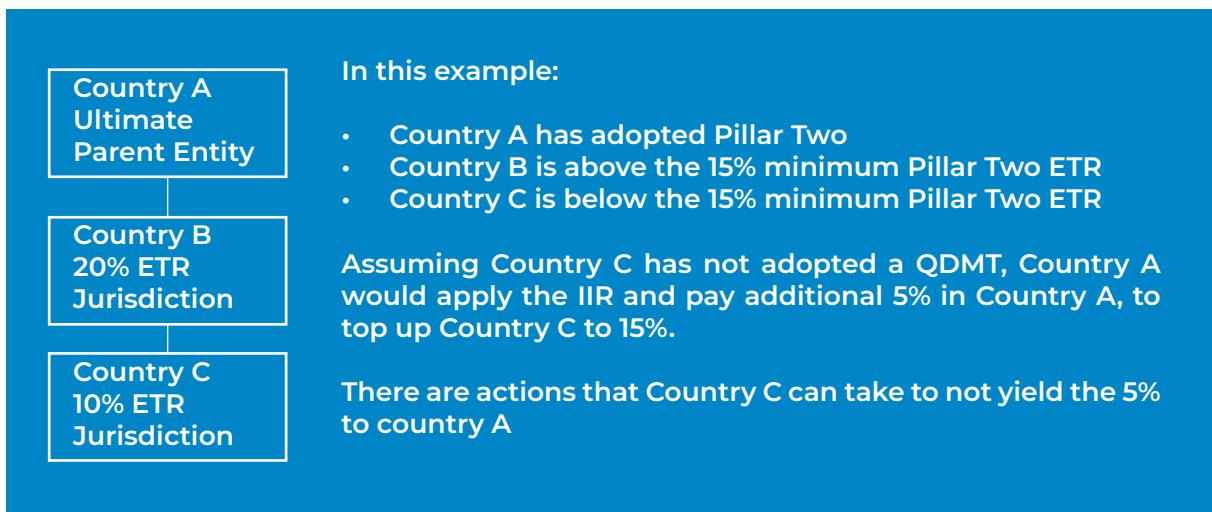 Country A
Ultimate
Parent Entity
Country B
20% ETR
Jurisdiction
Country C
10% ETR
Jurisdiction
In this example:
• Country A has adopted Pillar Two
• Country B is above the 15% minimum Pillar Two ETR
• Country C is below the 15% minimum Pillar Two ETR
Assuming Country C has not adopted a QDMT, Country A
would apply the IIR and pay additional 5% in Country A, to
top up Country C to 15%.
There are actions that Country C can take to not yield the 5%
to country A